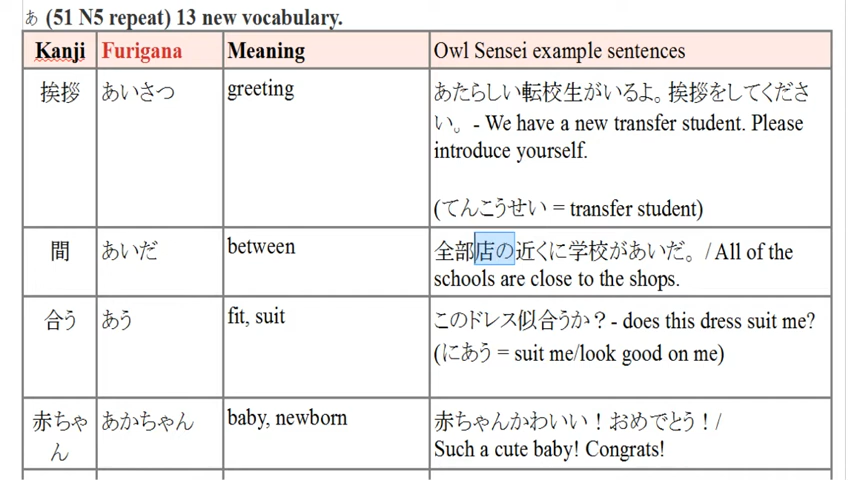 あ (51 N5 repeat) 13 new vocabulary.
Kanji Furigana Meaning Owl Sensei example sentences
挨拶 あいさつ greeting あたらしい転校生がいるよ。挨拶をしてくださ
い。 - We have a new transfer student. Please
introduce yourself.
(てんこうせい = transfer student)
間 あいだ between 全部店の近くに学校があいだ。 / All of the
schools are close to the shops.
合う あう fit, suit このドレス似合うか？- does this dress suit me?
(にあう = suit me/look good on me)
赤ちゃ あかちゃん baby, newborn 赤ちゃんかわいい！おめでとう！/
ん Such a cute baby! Congrats!